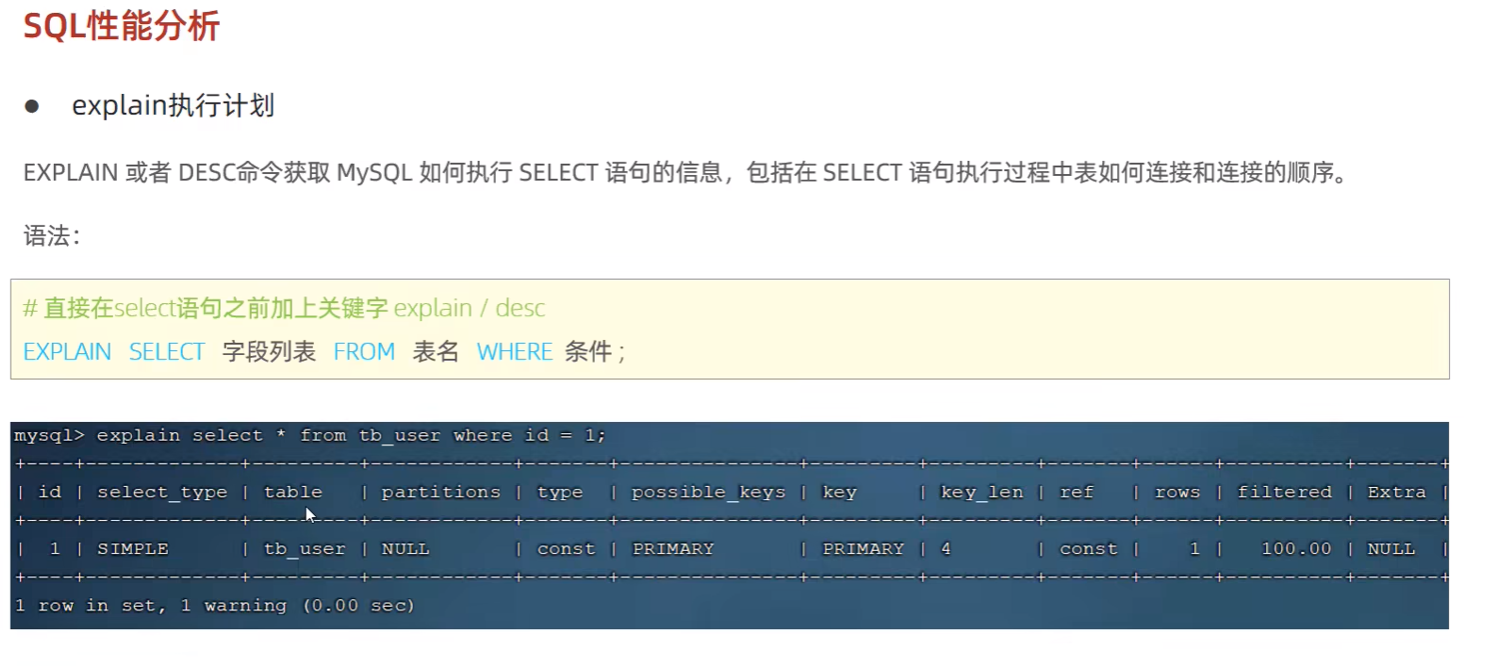 SQL性能分析
● explain执行计划
EXPLAIN 或者 DESC命令获取 MySQL 如何执行 SELECT 语句的信息，包括在 SELECT 语句执行过程中表如何连接和连接的顺序。
语法：
# 直接在select语句之前加上关键字 explain / desc
EXPLAIN SELECT 字段列表 FROM 表名 WHERE 条件 ;
mysql> explain select * from tb_user where id = 1;
+----+-------------+---------+------------+-------+---------------+---------+---------+-------+------+----------+-------+
| id | select_type | table   | partitions | type  | possible_keys | key     | key_len | ref   | rows | filtered | Extra |
+----+-------------+---------+------------+-------+---------------+---------+---------+-------+------+----------+-------+
|  1 | SIMPLE      | tb_user | NULL       | const | PRIMARY       | PRIMARY | 4       | const |    1 |   100.00 | NULL  |
+----+-------------+---------+------------+-------+---------------+---------+---------+-------+------+----------+-------+
1 row in set, 1 warning (0.00 sec)